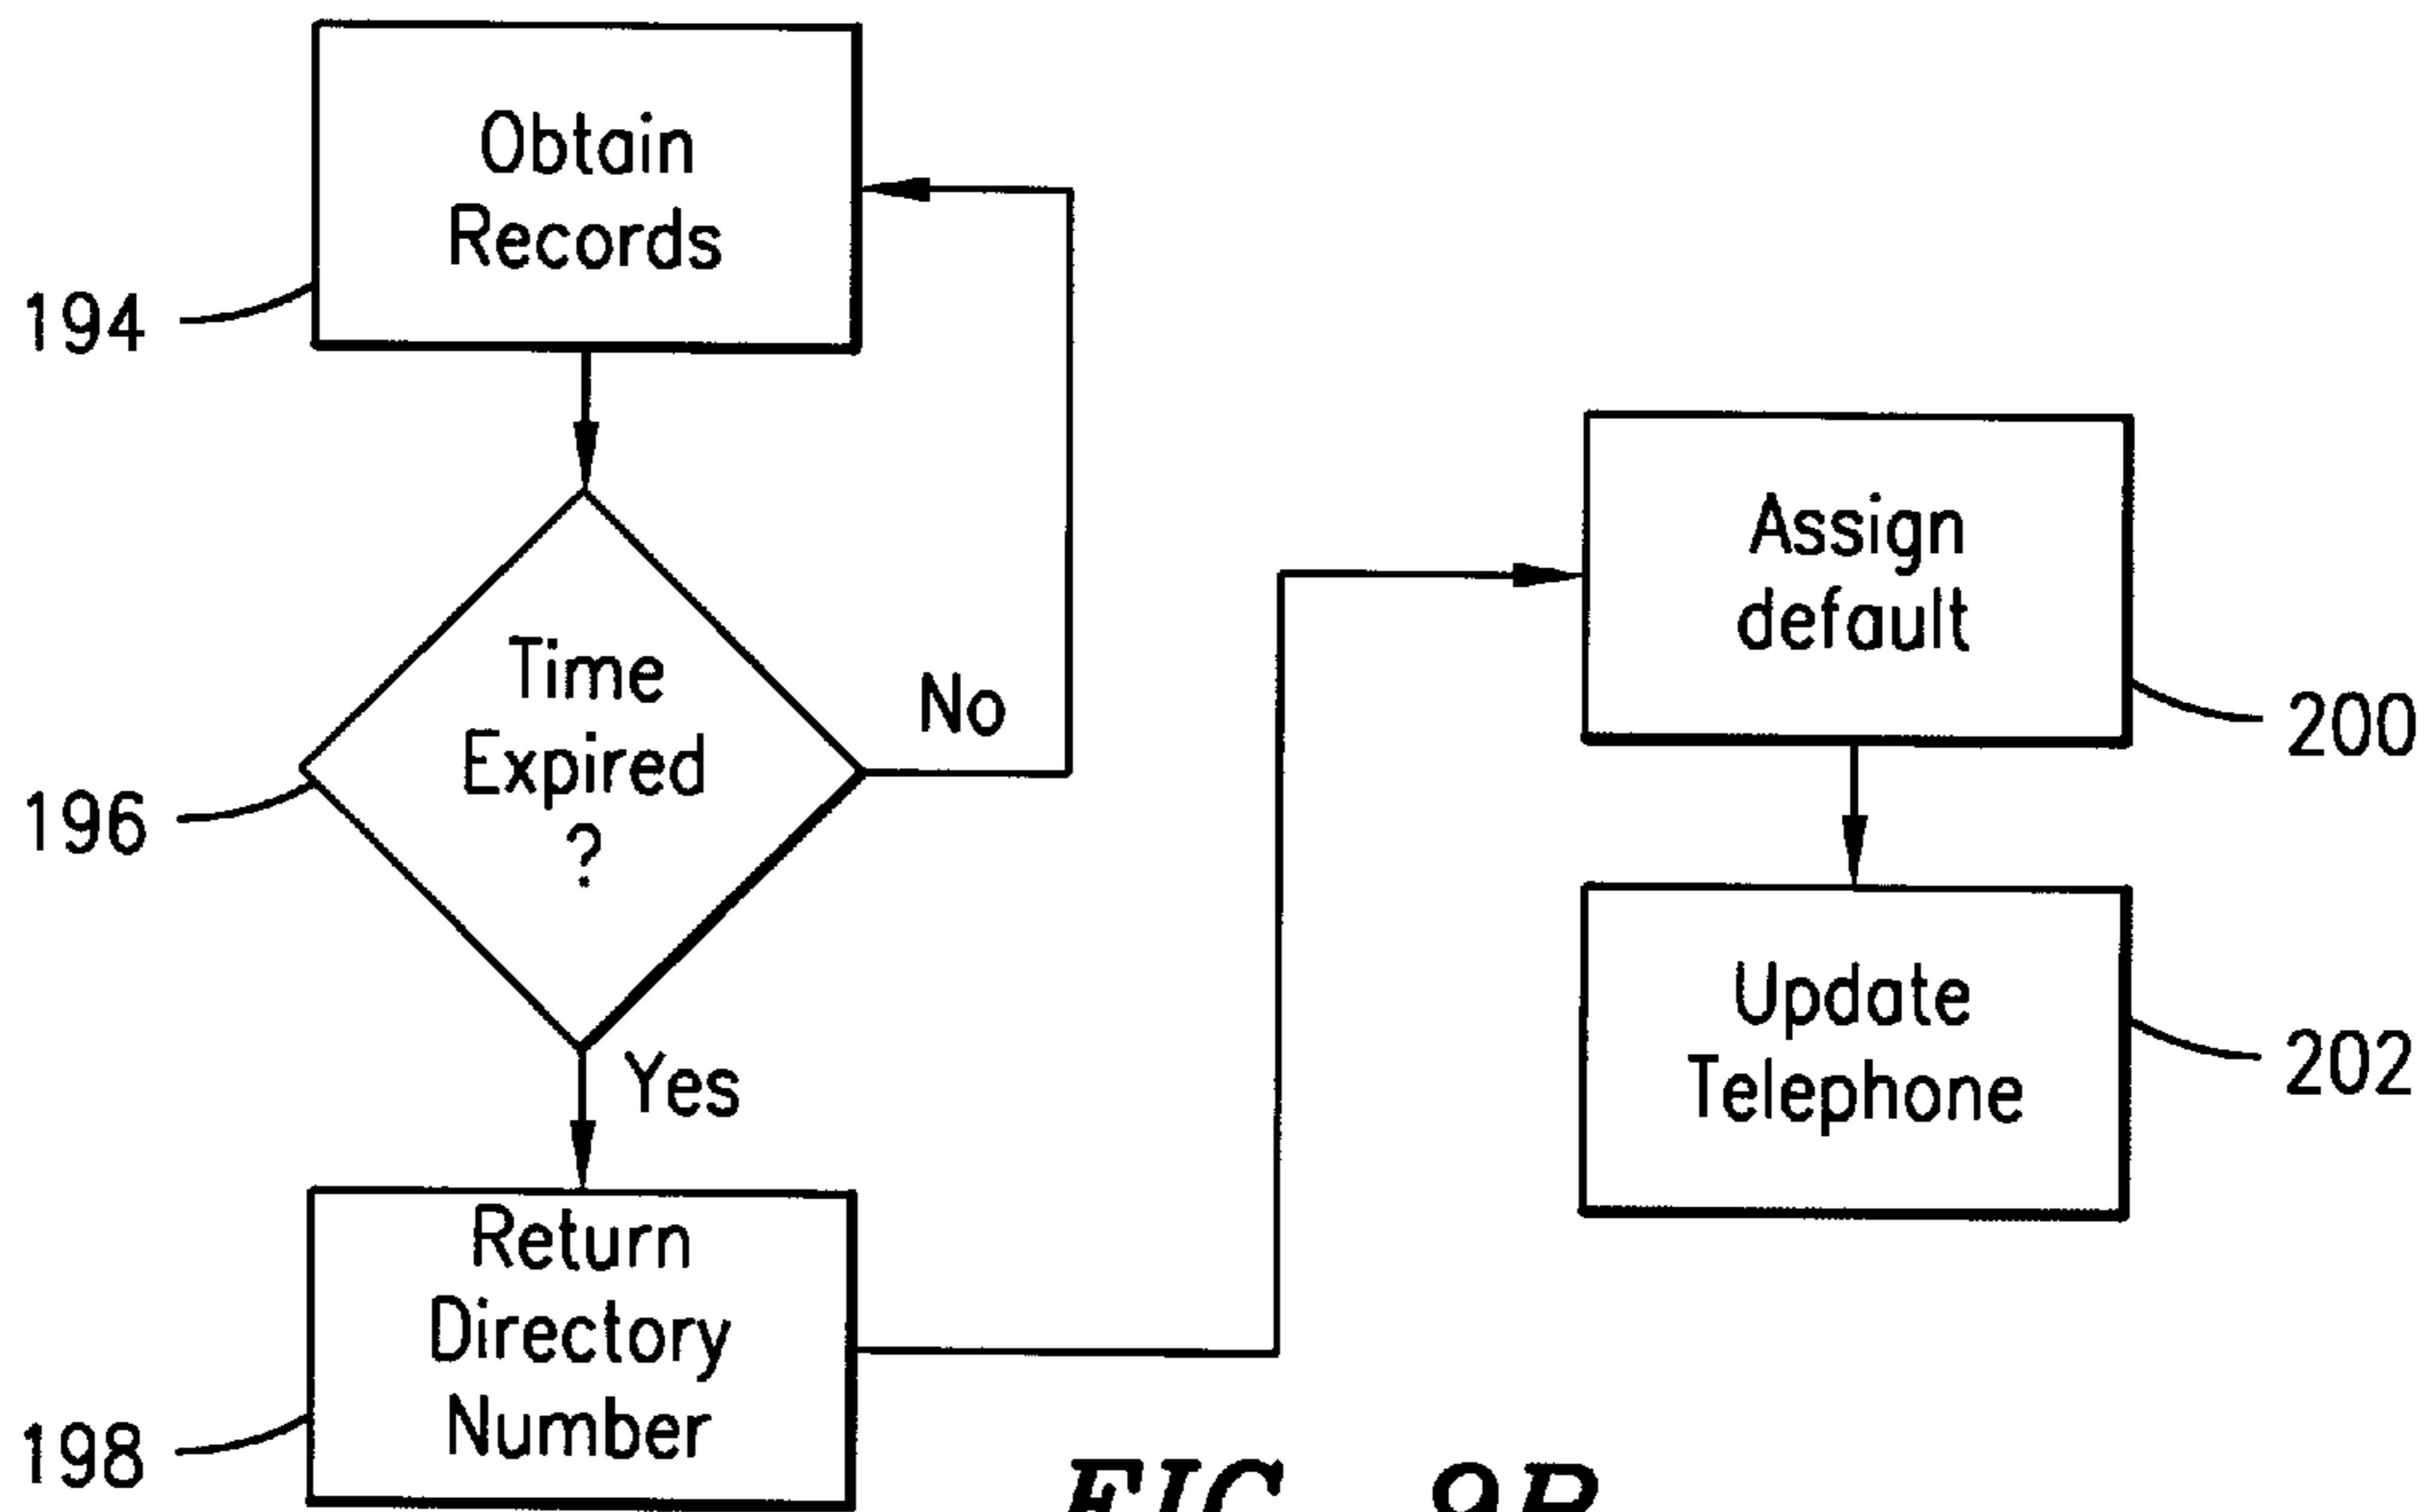 Obtain
Records
194
Time
Expired
?
No
196
Yes
Return
Directory
Number
198
Assign
default
200
Update
Telephone
202